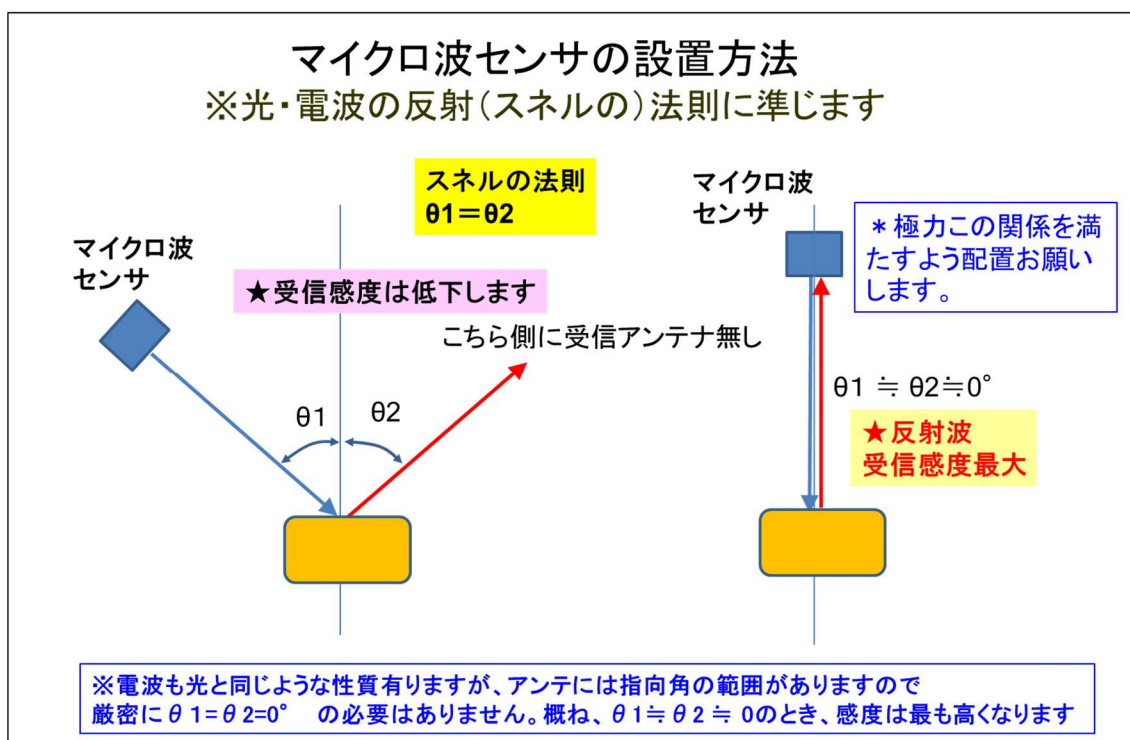 マイクロ波センサの設置方法
※光・電波の反射(スネルの)法則に準じます
スネルの法則
θ1=θ2
マイクロ波
センサ
★受信感度は低下します
こちら側に受信アンテナ無し
θ1
θ2
マイクロ波
センサ
*極力この関係を満
たすよう配置お願い
します。
θ1 ≒ θ2≒0°
★反射波
受信感度最大
※電波も光と同じような性質有りますが、アンテには指向角の範囲がありますので
厳密にθ1=θ2=0° の必要はありません。概ね、θ1≒θ2≒0のとき、感度は最も高くなります